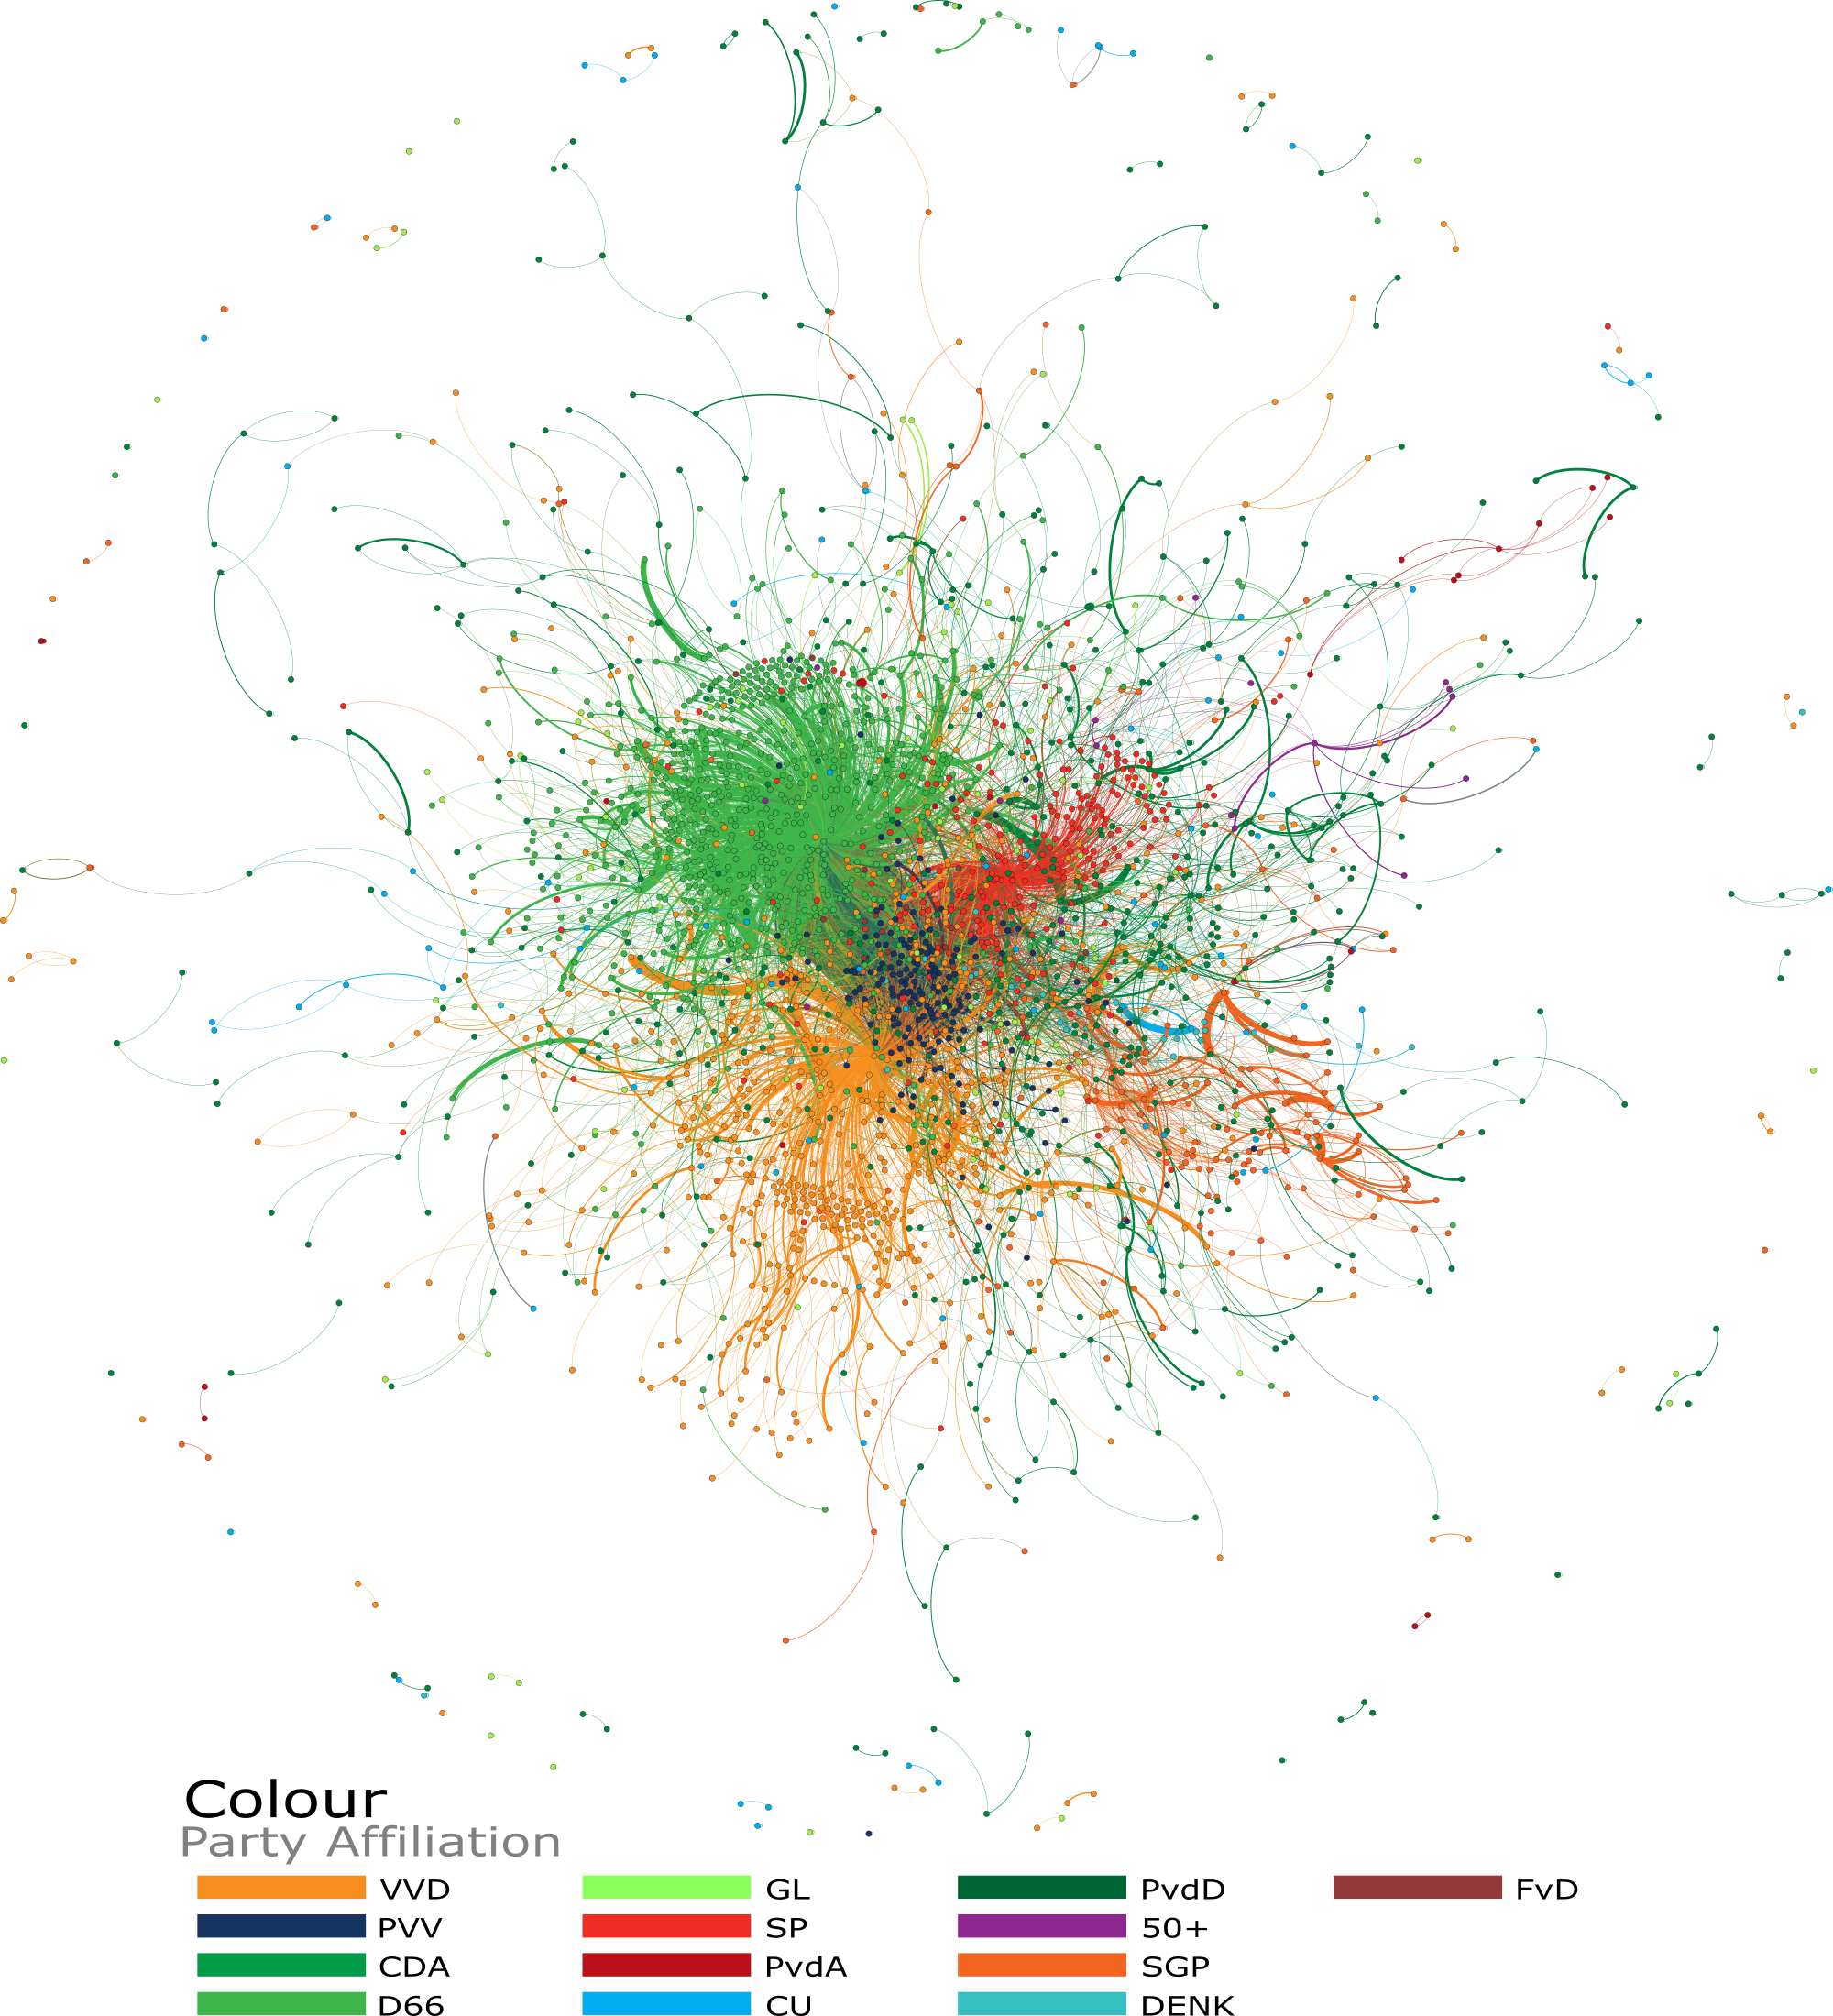 Colour
Party Affiliation
VVD GL PvdD FvD
PVV SP 50+
CDA PvdA SGP
D66 CU DENK